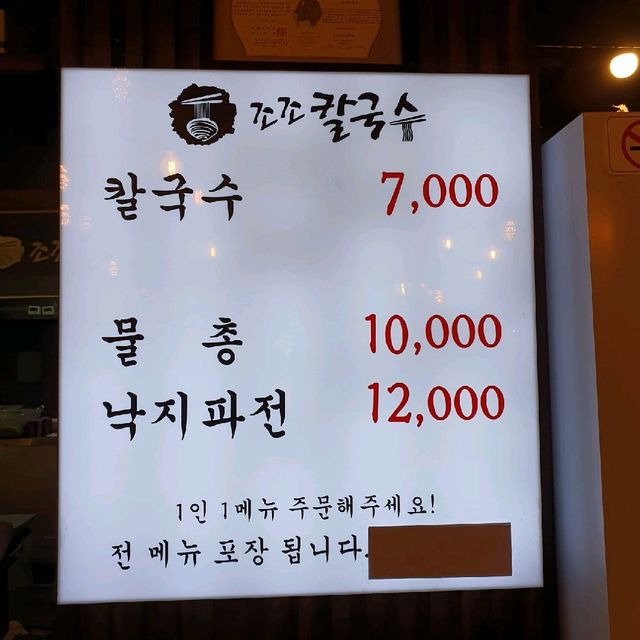 꼬꼬칼국수
칼국수 7,000
물총 10,000
낙지파전 12,000
1인 1메뉴 주문해주세요!
전 메뉴 포장 됩니다.